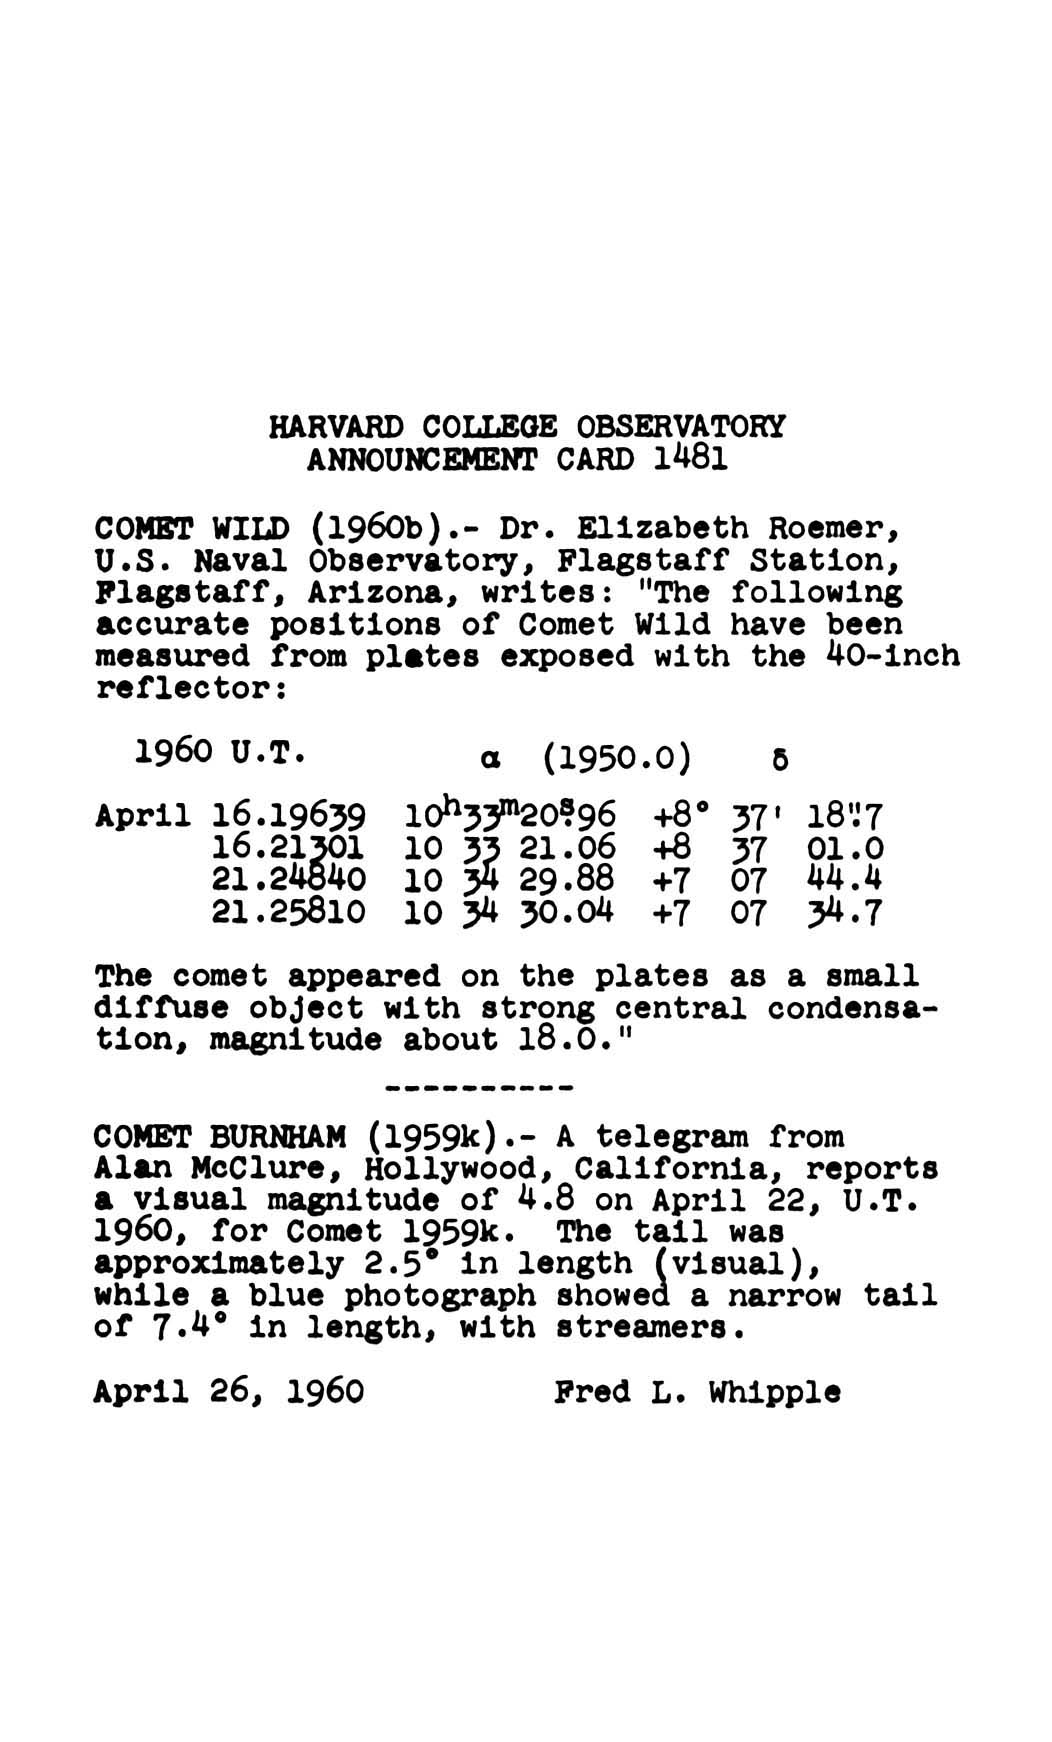 HARVARD COLLEGE OBSERVATORY
ANNOUNCEMENT CARD 1481
COMET WILD (1960b).- Dr. Elizabeth Roemer,
U.S. Naval Observatory, Flagstaff Station,
Flagstaff, Arizona, writes: "The following
accurate positions of Comet Wild have been
measured from plates exposed with the 40-inch
reflector:
1960 U.T. α (1950.0) δ
April 16.19639 10ʰ33ᵐ20ˢ.96 +8° 37' 18".7
16.21301 10 33 21.06 +8 37 01.0
21.24840 10 34 29.88 +7 07 44.4
21.25810 10 34 30.04 +7 07 34.7
The comet appeared on the plates as a small
diffuse object with strong central condensa-
tion, magnitude about 18.0."
----------
COMET BURNHAM (1959k).- A telegram from
Alan McClure, Hollywood, California, reports
a visual magnitude of 4.8 on April 22, U.T.
1960, for Comet 1959k. The tail was
approximately 2.5° in length (visual),
while a blue photograph showed a narrow tail
of 7.4° in length, with streamers.
April 26, 1960 Fred L. Whipple